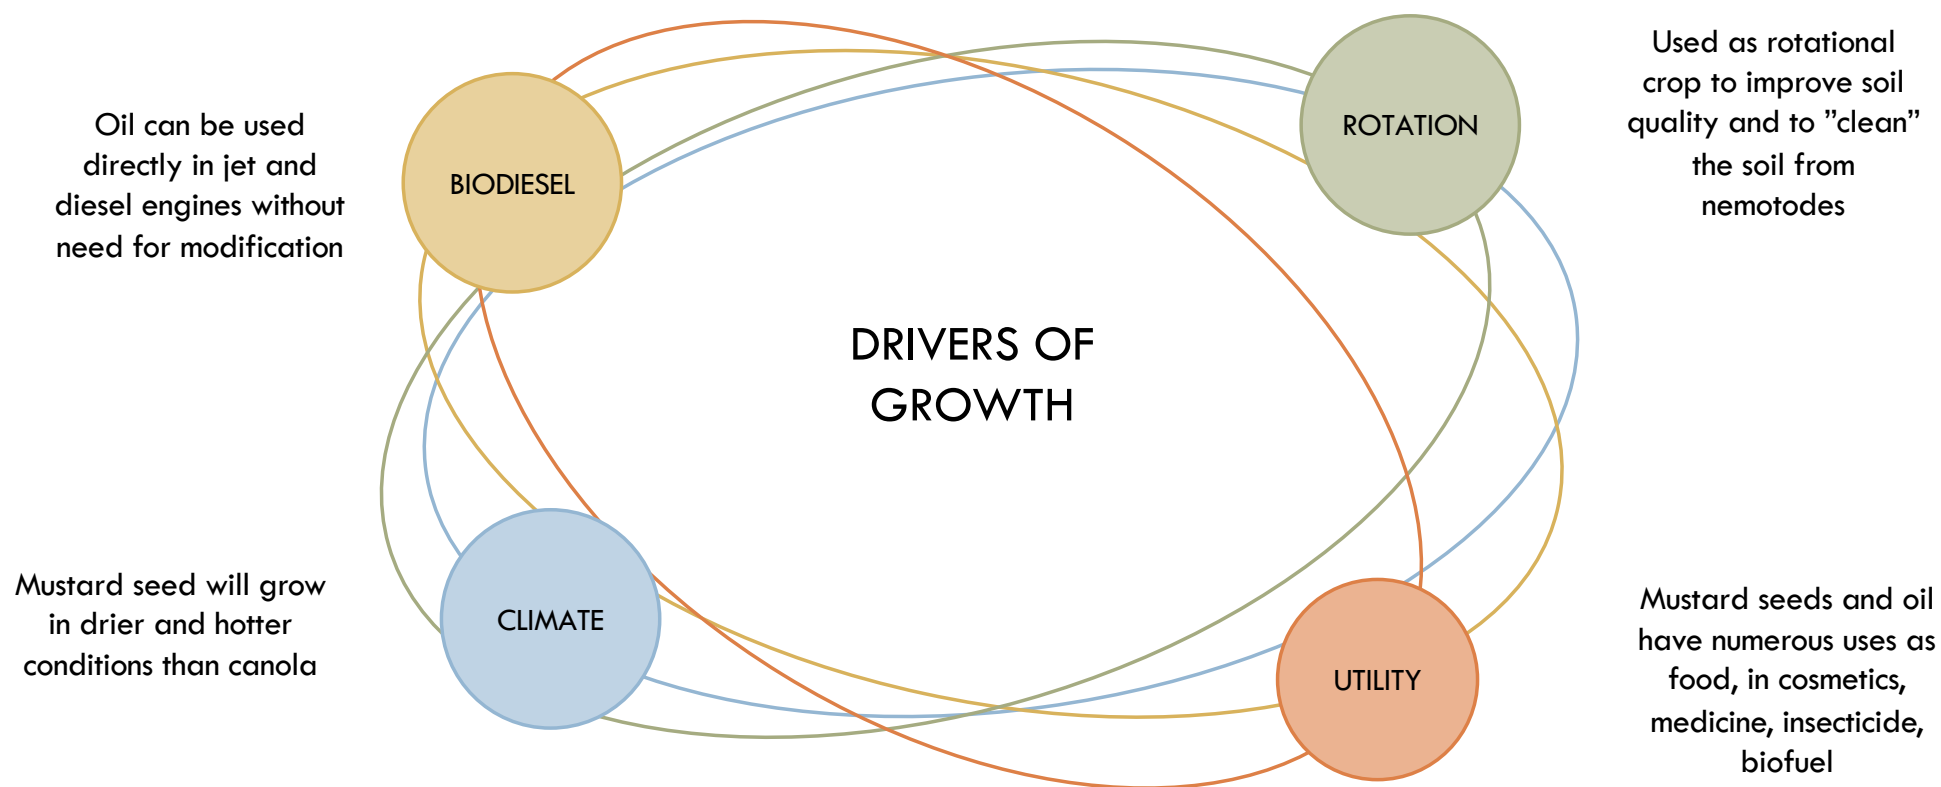 Oil can be used
directly in jet and
diesel engines without
need for modification
BIODIESEL
ROTATION
Used as rotational
crop to improve soil
quality and to ”clean”
the soil from
nemotodes
DRIVERS OF
GROWTH
Mustard seed will grow
in drier and hotter
conditions than canola
CLIMATE
UTILITY
Mustard seeds and oil
have numerous uses as
food, in cosmetics,
medicine, insecticide,
biofuel